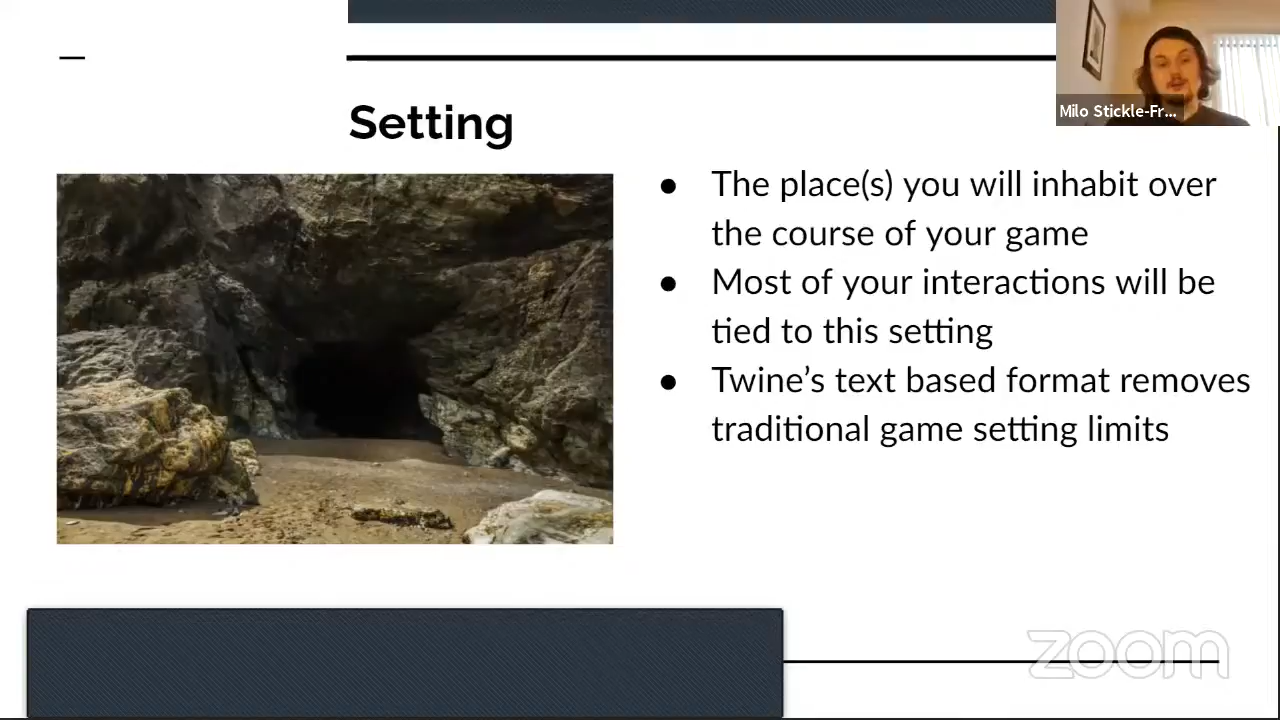 Milo Stickle-Fr...
Setting
● The place(s) you will inhabit over
the course of your game
● Most of your interactions will be
tied to this setting
● Twine’s text based format removes
traditional game setting limits
zoom